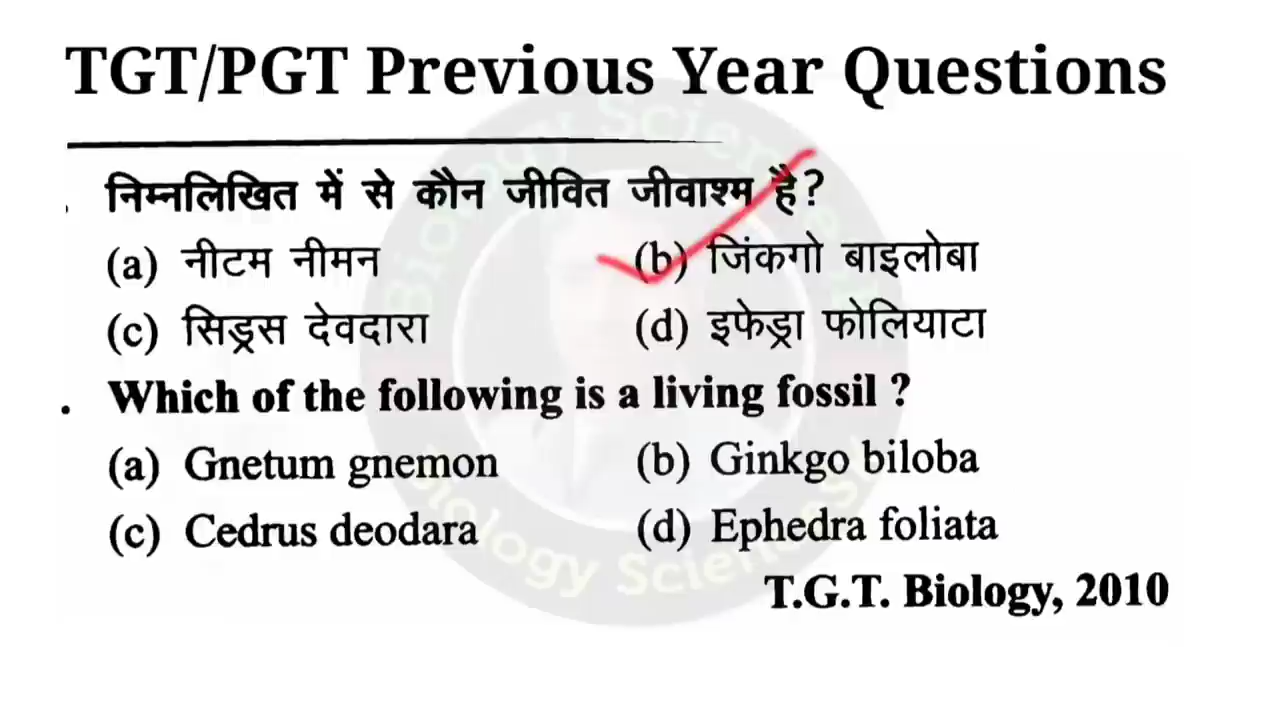 TGT/PGT Previous Year Questions
निम्नलिखित में से कौन जीवित जीवाश्म है?
(a) नीटम नीमन (b) जिंकगो बाइलोबा
(c) सिड्रस देवदारा (d) इफेड्रा फोलियाटा
. Which of the following is a living fossil ?
(a) Gnetum gnemon (b) Ginkgo biloba
(c) Cedrus deodara (d) Ephedra foliata
T.G.T. Biology, 2010